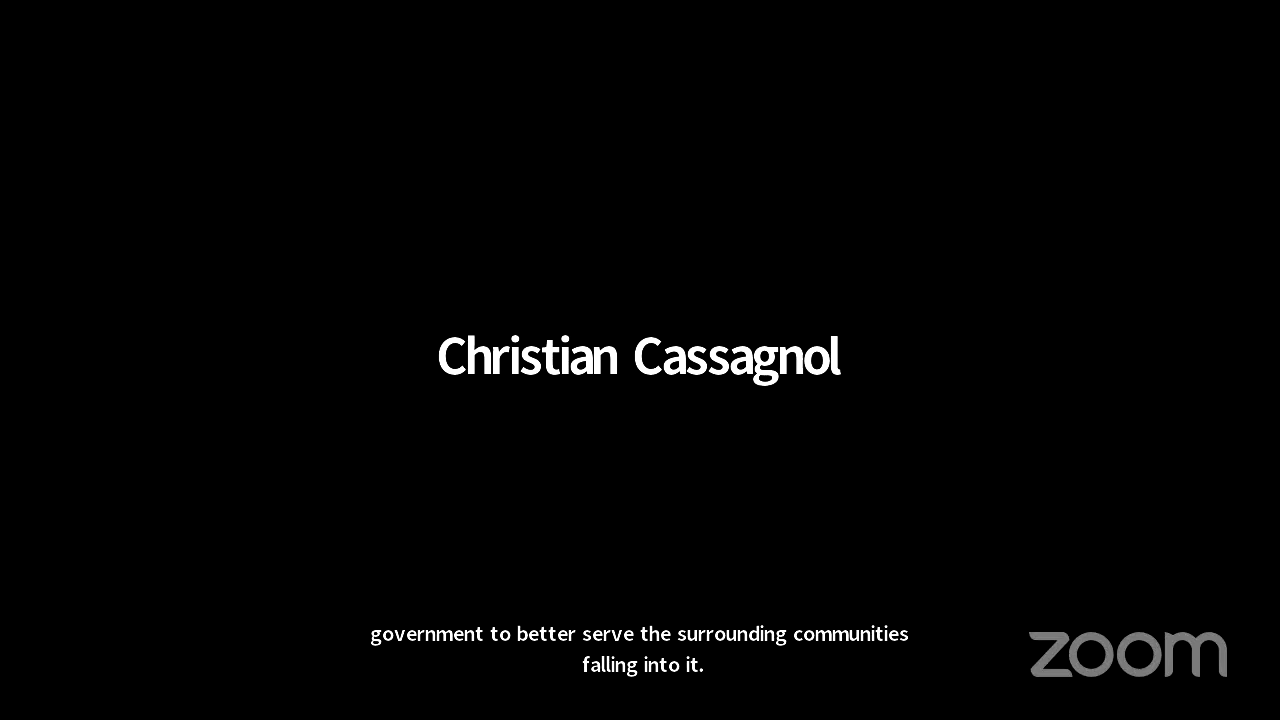 Christian Cassagnol
government to better serve the surrounding communities
falling into it.
zoom